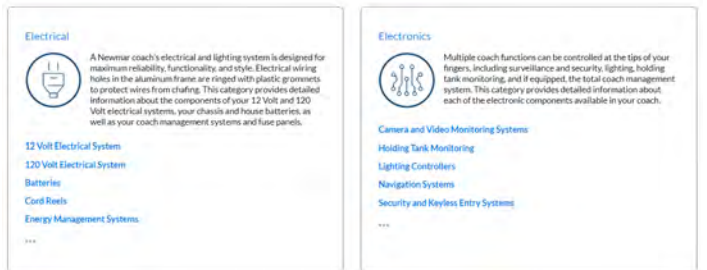 Electrical
A Newmar coach's electrical and lighting system is designed for
maximum reliability, functionality, and style. Electrical wiring
holes in the aluminum frame are ringed with plastic grommets
to protect wires from chafing. This category provides detailed
information about the components of your 12 Volt and 120
Volt electrical systems, your chassis and house batteries, as
well as your coach management systems and fuse panels.
12 Volt Electrical System
120 Volt Electrical System
Batteries
Cord Reels
Energy Management Systems
...
Electronics
Multiple coach functions can be controlled at the tips of your
fingers, including surveillance and security, lighting, holding
tank monitoring, and if equipped, the total coach management
system. This category provides detailed information about
each of the electronic components available in your coach.
Camera and Video Monitoring Systems
Holding Tank Monitoring
Lighting Controllers
Navigation Systems
Security and Keyless Entry Systems
...